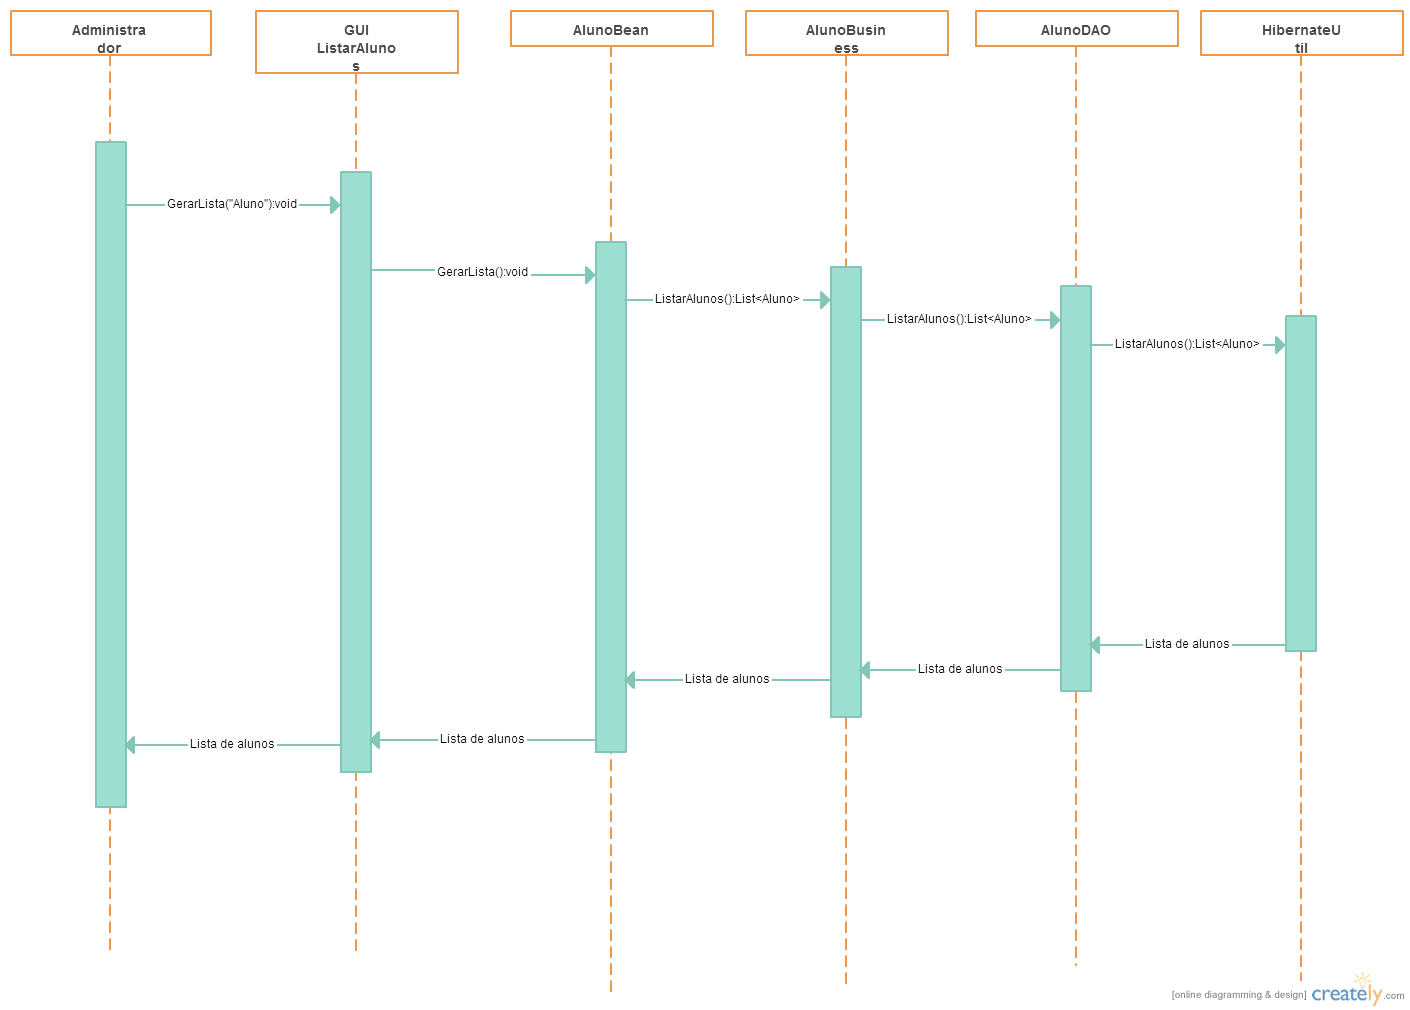 Administra
dor
GUI
ListarAluno
s
AlunoBean
AlunoBusin
ess
AlunoDAO
HibernateU
til
GerarLista("Aluno"):void
GerarLista():void
ListarAlunos():List<Aluno>
ListarAlunos():List<Aluno>
ListarAlunos():List<Aluno>
Lista de alunos
Lista de alunos
Lista de alunos
Lista de alunos
Lista de alunos
[online diagramming & design] creately.com